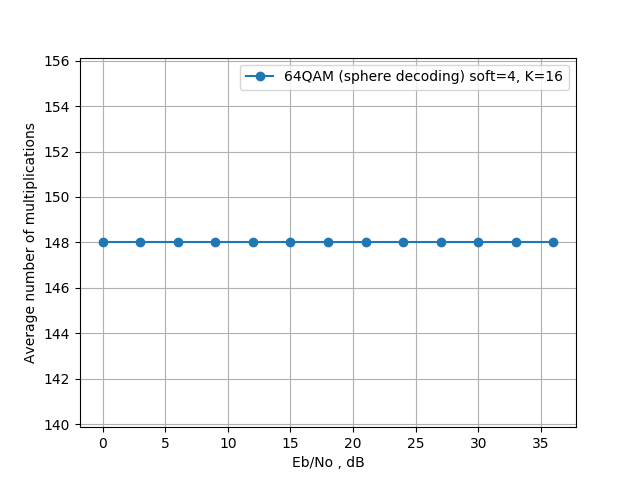 156
154
152
150
148
146
144
142
140
Average number of multiplications
64QAM (sphere decoding) soft=4, K=16
0 5 10 15 20 25 30 35
Eb/No , dB